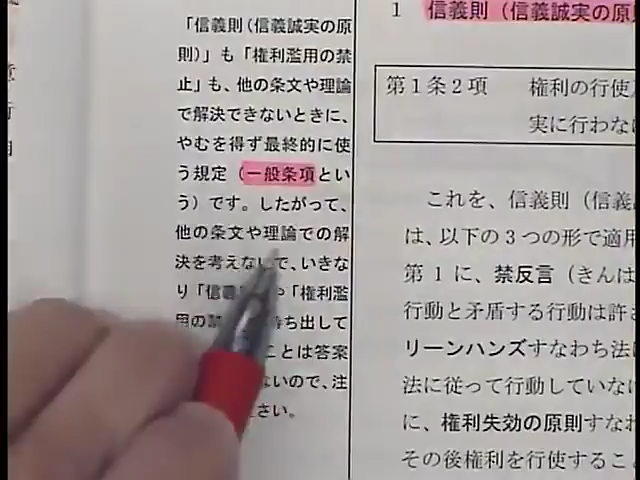 「信義則(信義誠実の原
則)」も「権利濫用の禁
止」も、他の条文や理論
で解決できないときに、
やむを得ず最終的に使
う規定(一般条項とい
う)です。したがって、
他の条文や理論での解
決を考えないで、いきな
り「信義 「権利濫
用の 持ち出して
ことは答案
ないので、注
さい。
1 信義則(信義誠実の原
第1条2項 権利の行使
実に行わな
これを、信義則(信義
は、以下の3つの形で適用
第1に、禁反言(きんは
行動と矛盾する行動は許
リーンハンズすなわち法
法に従って行動していな
に、権利失効の原則すな
その後権利を行使するこ